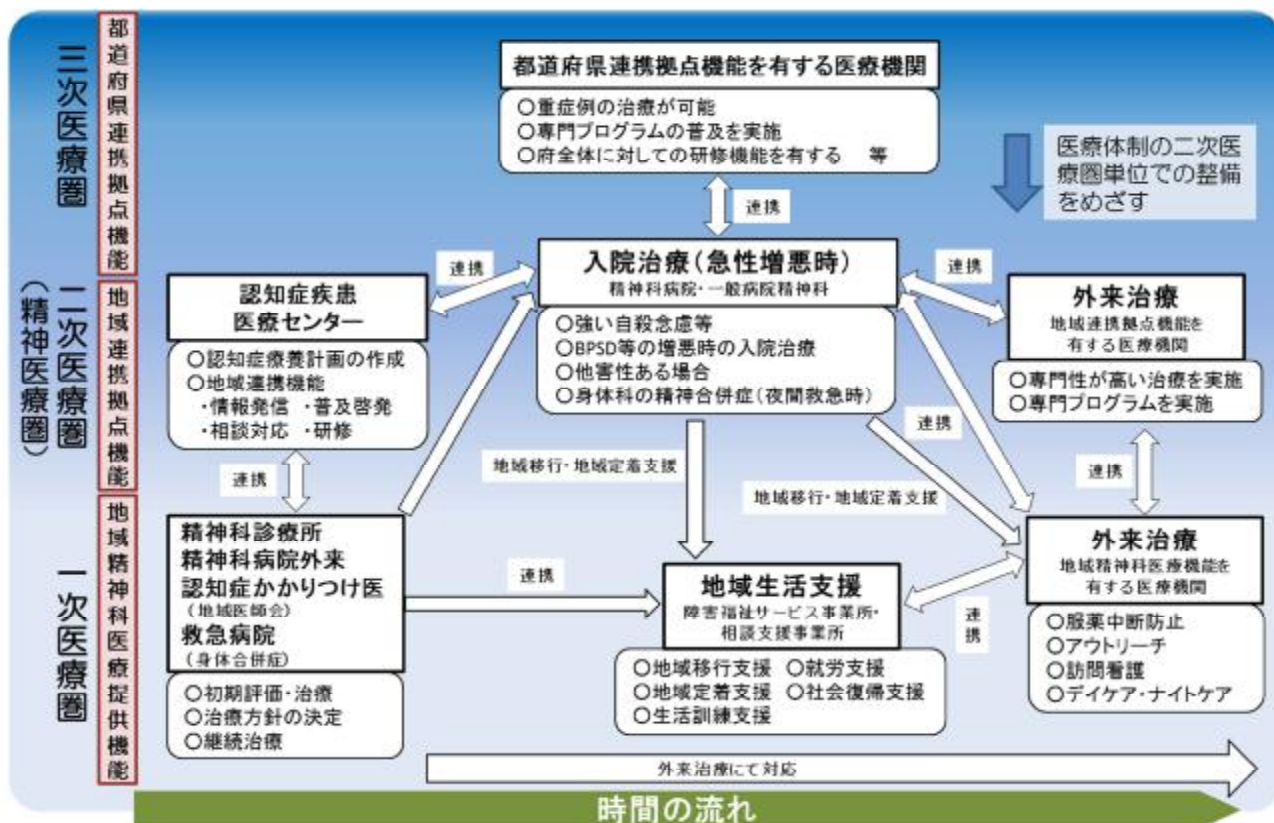 三次医療圏
都道府県連携拠点機能
都道府県連携拠点機能を有する医療機関
○重症例の治療が可能
○専門プログラムの普及を実施
○府全体に対しての研修機能を有する 等
医療体制の二次医
療圏単位での整備
をめざす
連携
二次医療圏
(精神医療圏)
地域連携拠点機能
認知症疾患
医療センター
○認知症療養計画の作成
○地域連携機能
・情報発信 ・普及啓発
・相談対応 ・研修
連携
入院治療(急性増悪時)
精神科病院・一般病院精神科
○強い自殺念慮等
○BPSD等の増悪時の入院治療
○他害性ある場合
○身体科の精神合併症(夜間救急時)
連携
外来治療
地域連携拠点機能を
有する医療機関
○専門性が高い治療を実施
○専門プログラムを実施
連携
連携
連携
地域移行・地域定着支援
地域移行・地域定着支援
一次医療圏
地域精神科医療提供機能
精神科診療所
精神科病院外来
認知症かかりつけ医
(地域医師会)
救急病院
(身体合併症)
○初期評価・治療
○治療方針の決定
○継続治療
連携
地域生活支援
障害福祉サービス事業所・
相談支援事業所
○地域移行支援 ○就労支援
○地域定着支援 ○社会復帰支援
○生活訓練支援
連携
外来治療
地域精神科医療機能を
有する医療機関
○服薬中断防止
○アウトリーチ
○訪問看護
○デイケア・ナイトケア
外来治療にて対応
時間の流れ